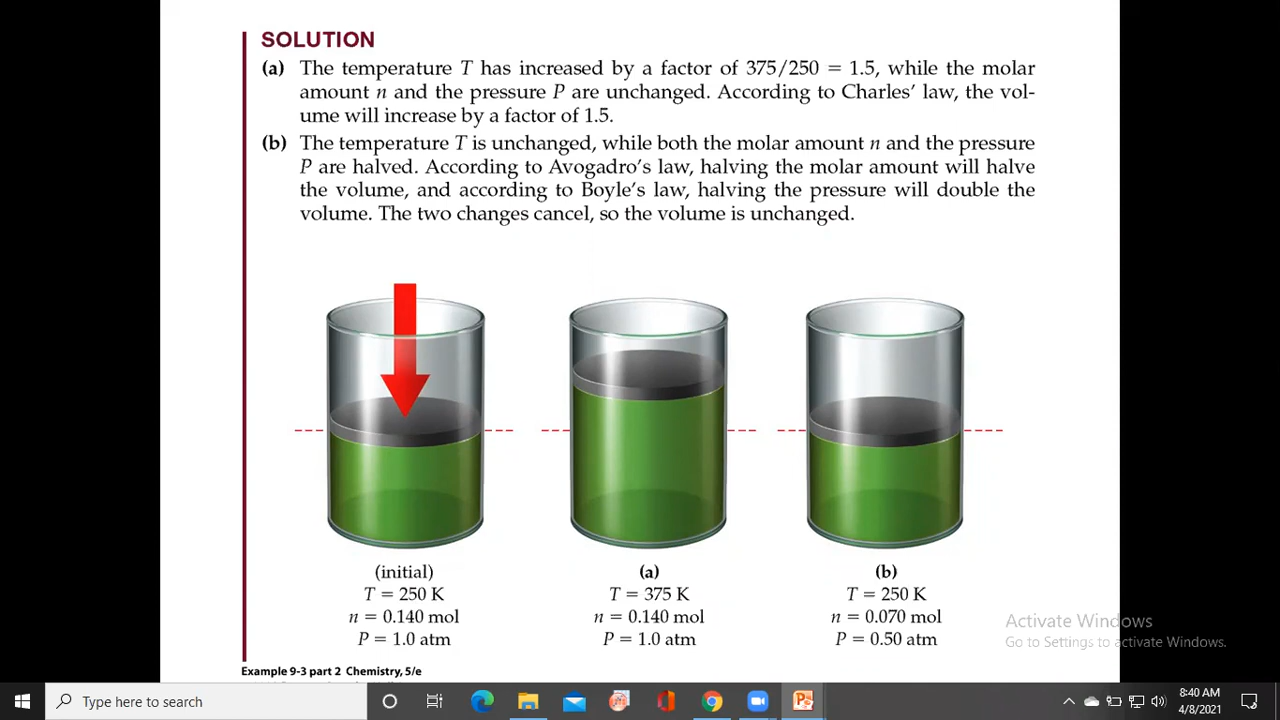 SOLUTION
(a) The temperature T has increased by a factor of 375/250 = 1.5, while the molar
amount n and the pressure P are unchanged. According to Charles’ law, the vol-
ume will increase by a factor of 1.5.
(b) The temperature T is unchanged, while both the molar amount n and the pressure
P are halved. According to Avogadro’s law, halving the molar amount will halve
the volume, and according to Boyle’s law, halving the pressure will double the
volume. The two changes cancel, so the volume is unchanged.
(initial)
T = 250 K
n = 0.140 mol
P = 1.0 atm
(a)
T = 375 K
n = 0.140 mol
P = 1.0 atm
(b)
T = 250 K
n = 0.070 mol
P = 0.50 atm
Activate Windows
Go to Settings to activate Windows.
Example 9-3 part 2 Chemistry, 5/e
Type here to search
8:40 AM
4/8/2021